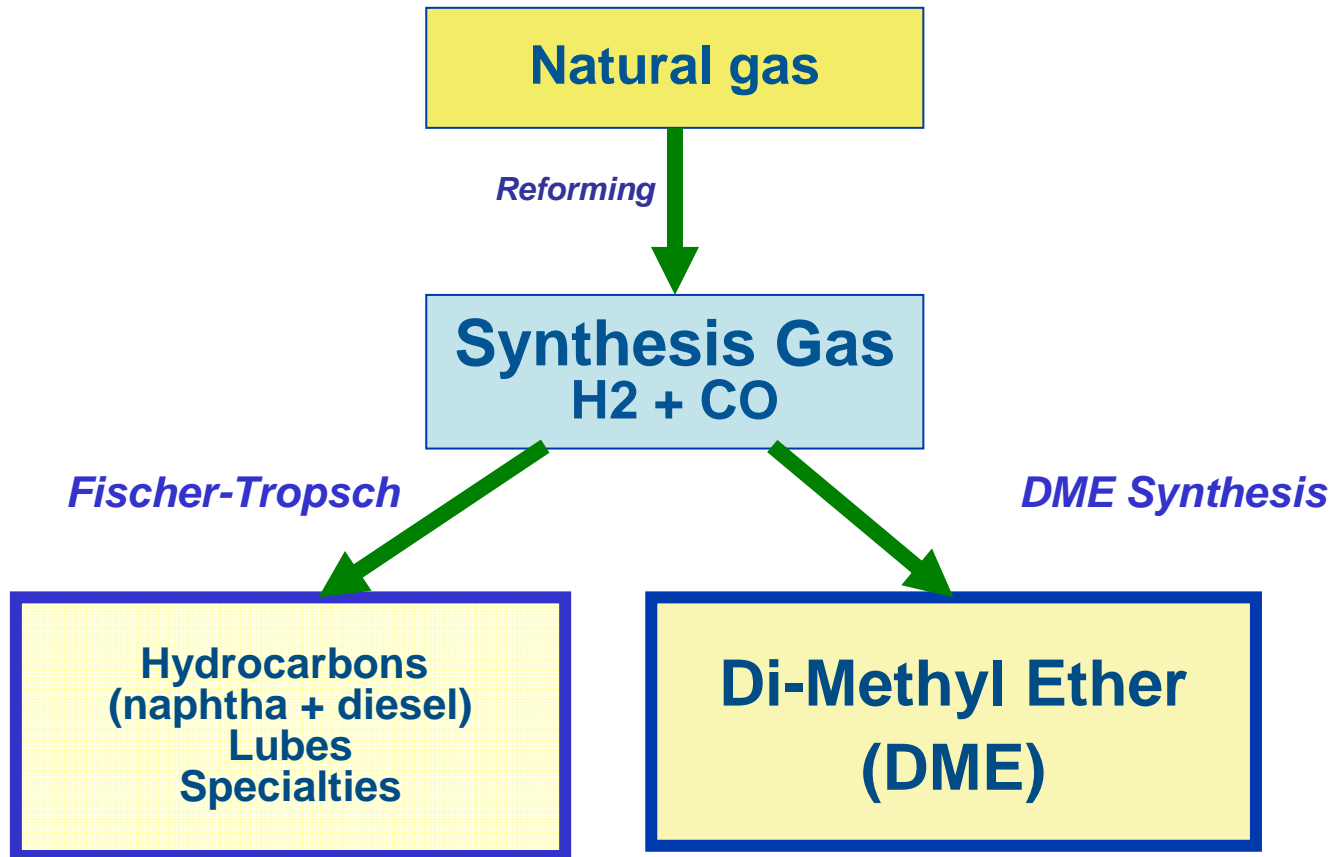 Natural gas
Reforming
Synthesis Gas
H2 + CO
Fischer-Tropsch
DME Synthesis
Hydrocarbons
(naphtha + diesel)
Lubes
Specialties
Di-Methyl Ether
(DME)